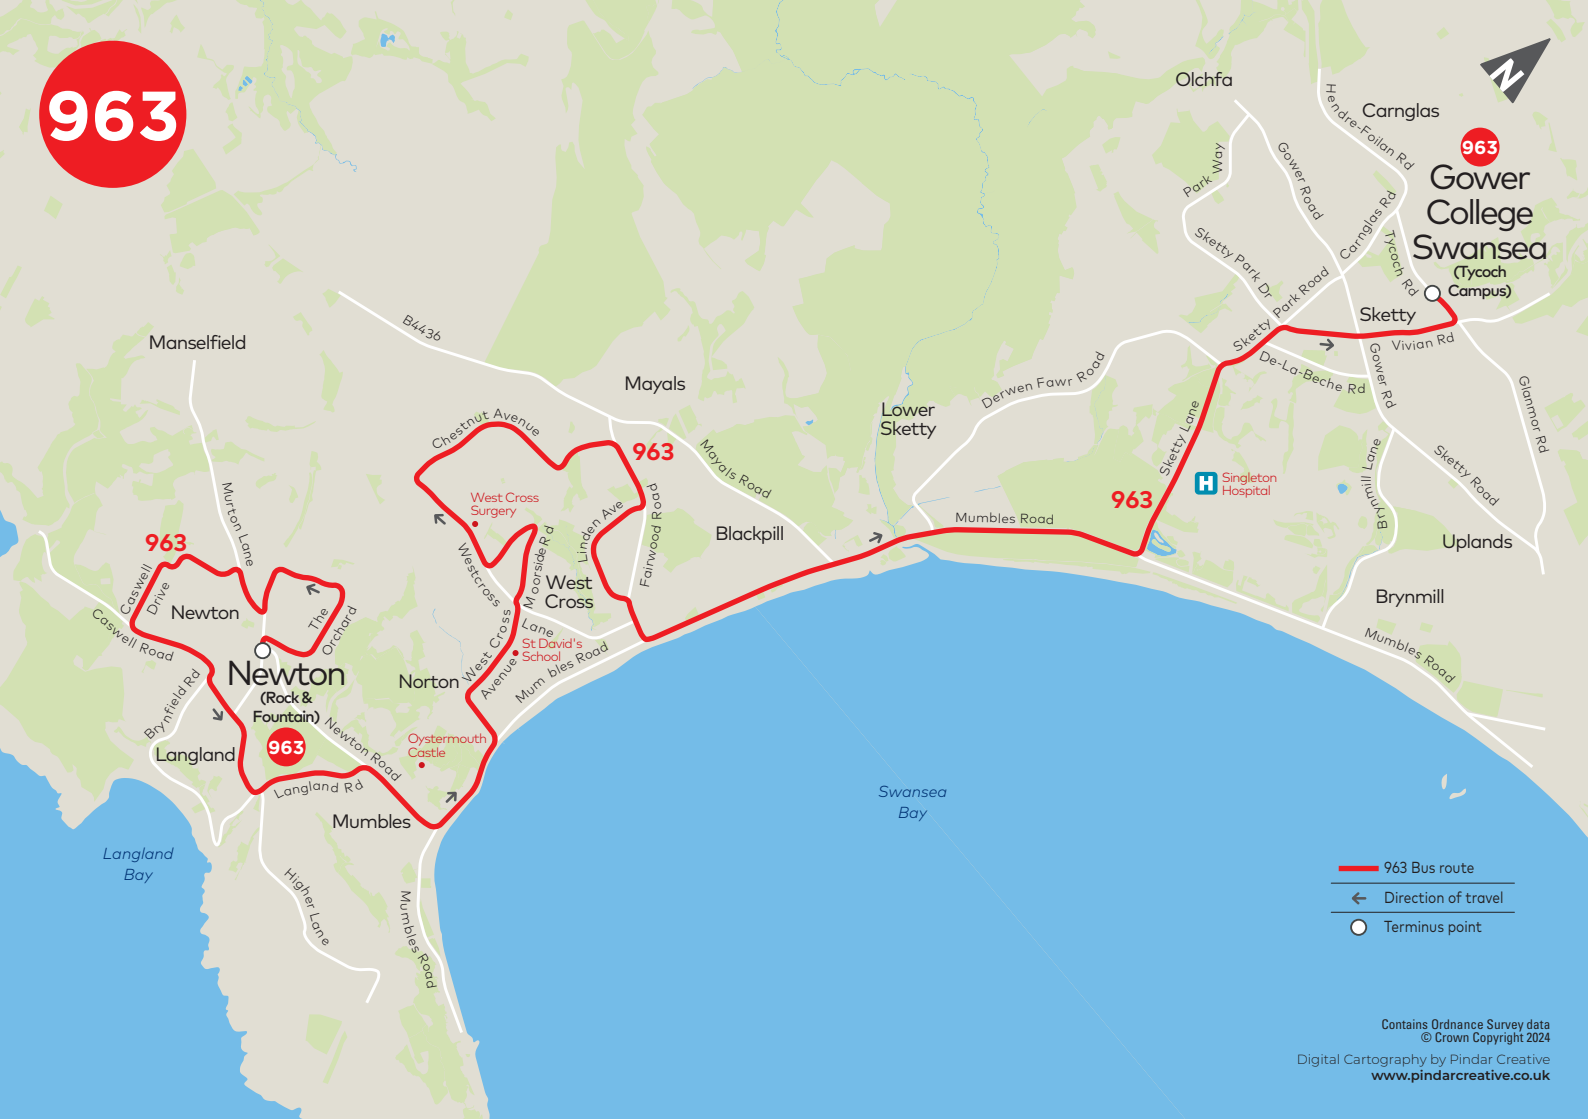 963
Olchfa
N
Carnglas
963
Gower
College
Swansea
(Tycoch
Campus)
Hendre-Foilan Rd
Park Way
Gower Road
Carnglas Rd
Tycoch Rd
Sketty Park Dr
Sketty Park Road
Sketty
Vivian Rd
De-La-Beche Rd
Gower Rd
Glanmor Rd
Sketty Road
Brynmill Lane
Uplands
Brynmill
Mumbles Road
Sketty Lane
H
Singleton
Hospital
963
Derwen Fawr Road
Lower
Sketty
Mumbles Road
B4436
Mayals
Mayals Road
Blackpill
963
Manselfield
Chestnut Avenue
West Cross
Surgery
Linden Ave
Fairwood Road
Moorside Rd
Westcross
Lane
West
Cross
West Cross
Avenue
St David's
School
Mumbles Road
Murton Lane
963
Caswell
Drive
Newton
The
Orchard
Caswell Road
Newton
(Rock &
Fountain)
963
Norton
Brynfield Rd
Newton Road
Oystermouth
Castle
Langland
Langland Rd
Mumbles
Langland
Bay
Higher Lane
Mumbles Road
Swansea
Bay
963 Bus route
Direction of travel
Terminus point
Contains Ordnance Survey data
© Crown Copyright 2024
Digital Cartography by Pindar Creative
www.pindarcreative.co.uk